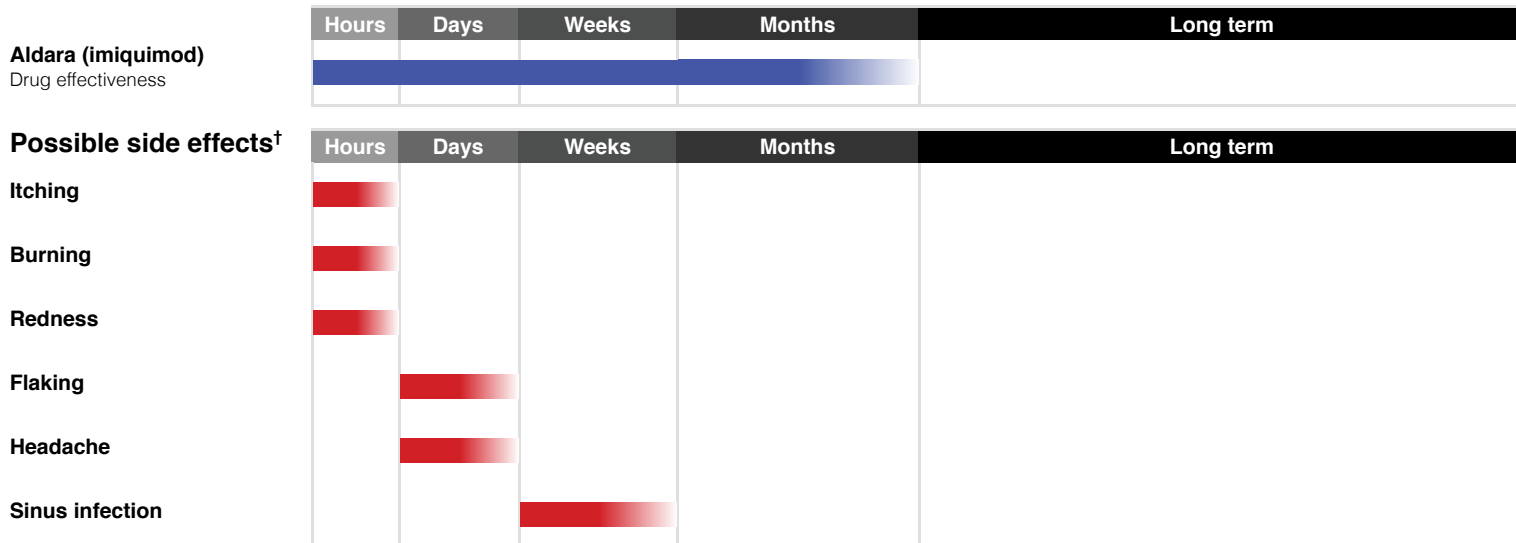 Hours Days Weeks Months Long term
Aldara (imiquimod)
Drug effectiveness
Possible side effects† Hours Days Weeks Months Long term
Itching
Burning
Redness
Flaking
Headache
Sinus infection